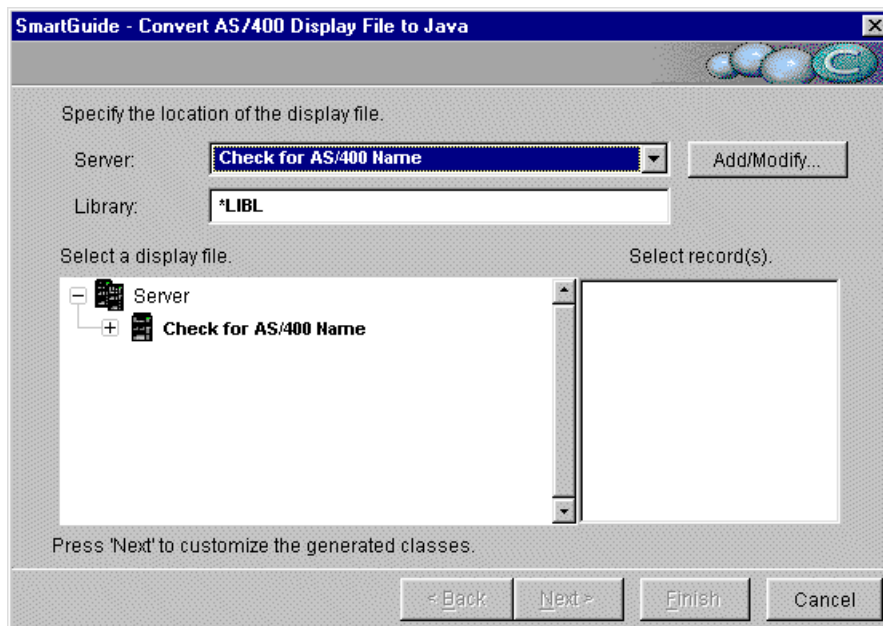 SmartGuide - Convert AS/400 Display File to Java
Specify the location of the display file.
Server: Check for AS/400 Name Add/Modify...
Library: *LIBL
Select a display file. Select record(s).
Server
Check for AS/400 Name
Press 'Next' to customize the generated classes.
< Back Next > Finish Cancel